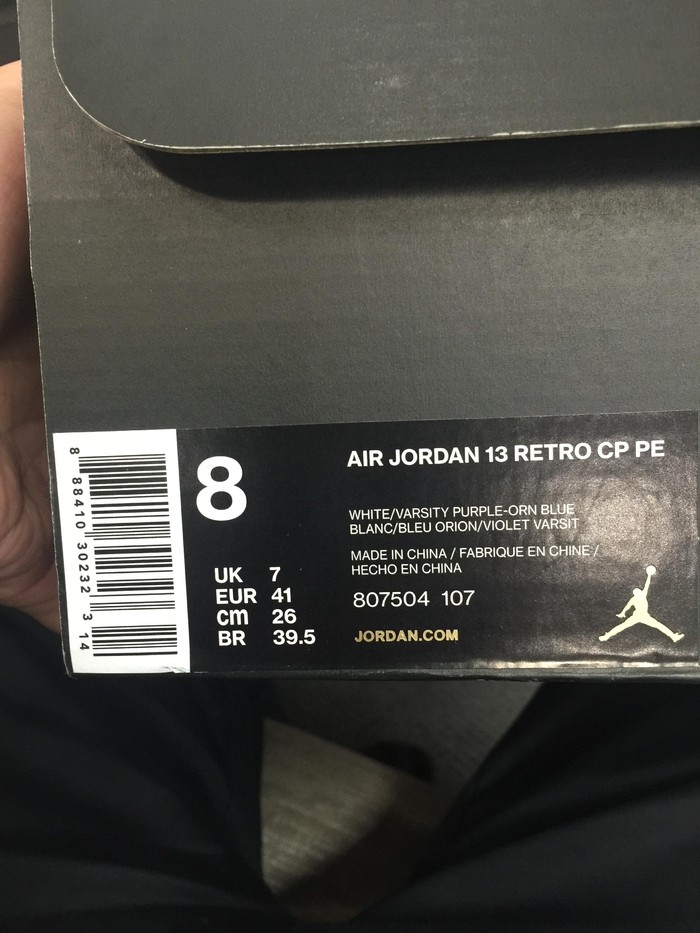 8 88410 30232 3 14
8
AIR JORDAN 13 RETRO CP PE
WHITE/VARSITY PURPLE-ORN BLUE
BLANC/BLEU ORION/VIOLET VARSIT
MADE IN CHINA / FABRIQUE EN CHINE /
HECHO EN CHINA
UK 7
EUR 41
cm 26
BR 39.5
807504 107
JORDAN.COM